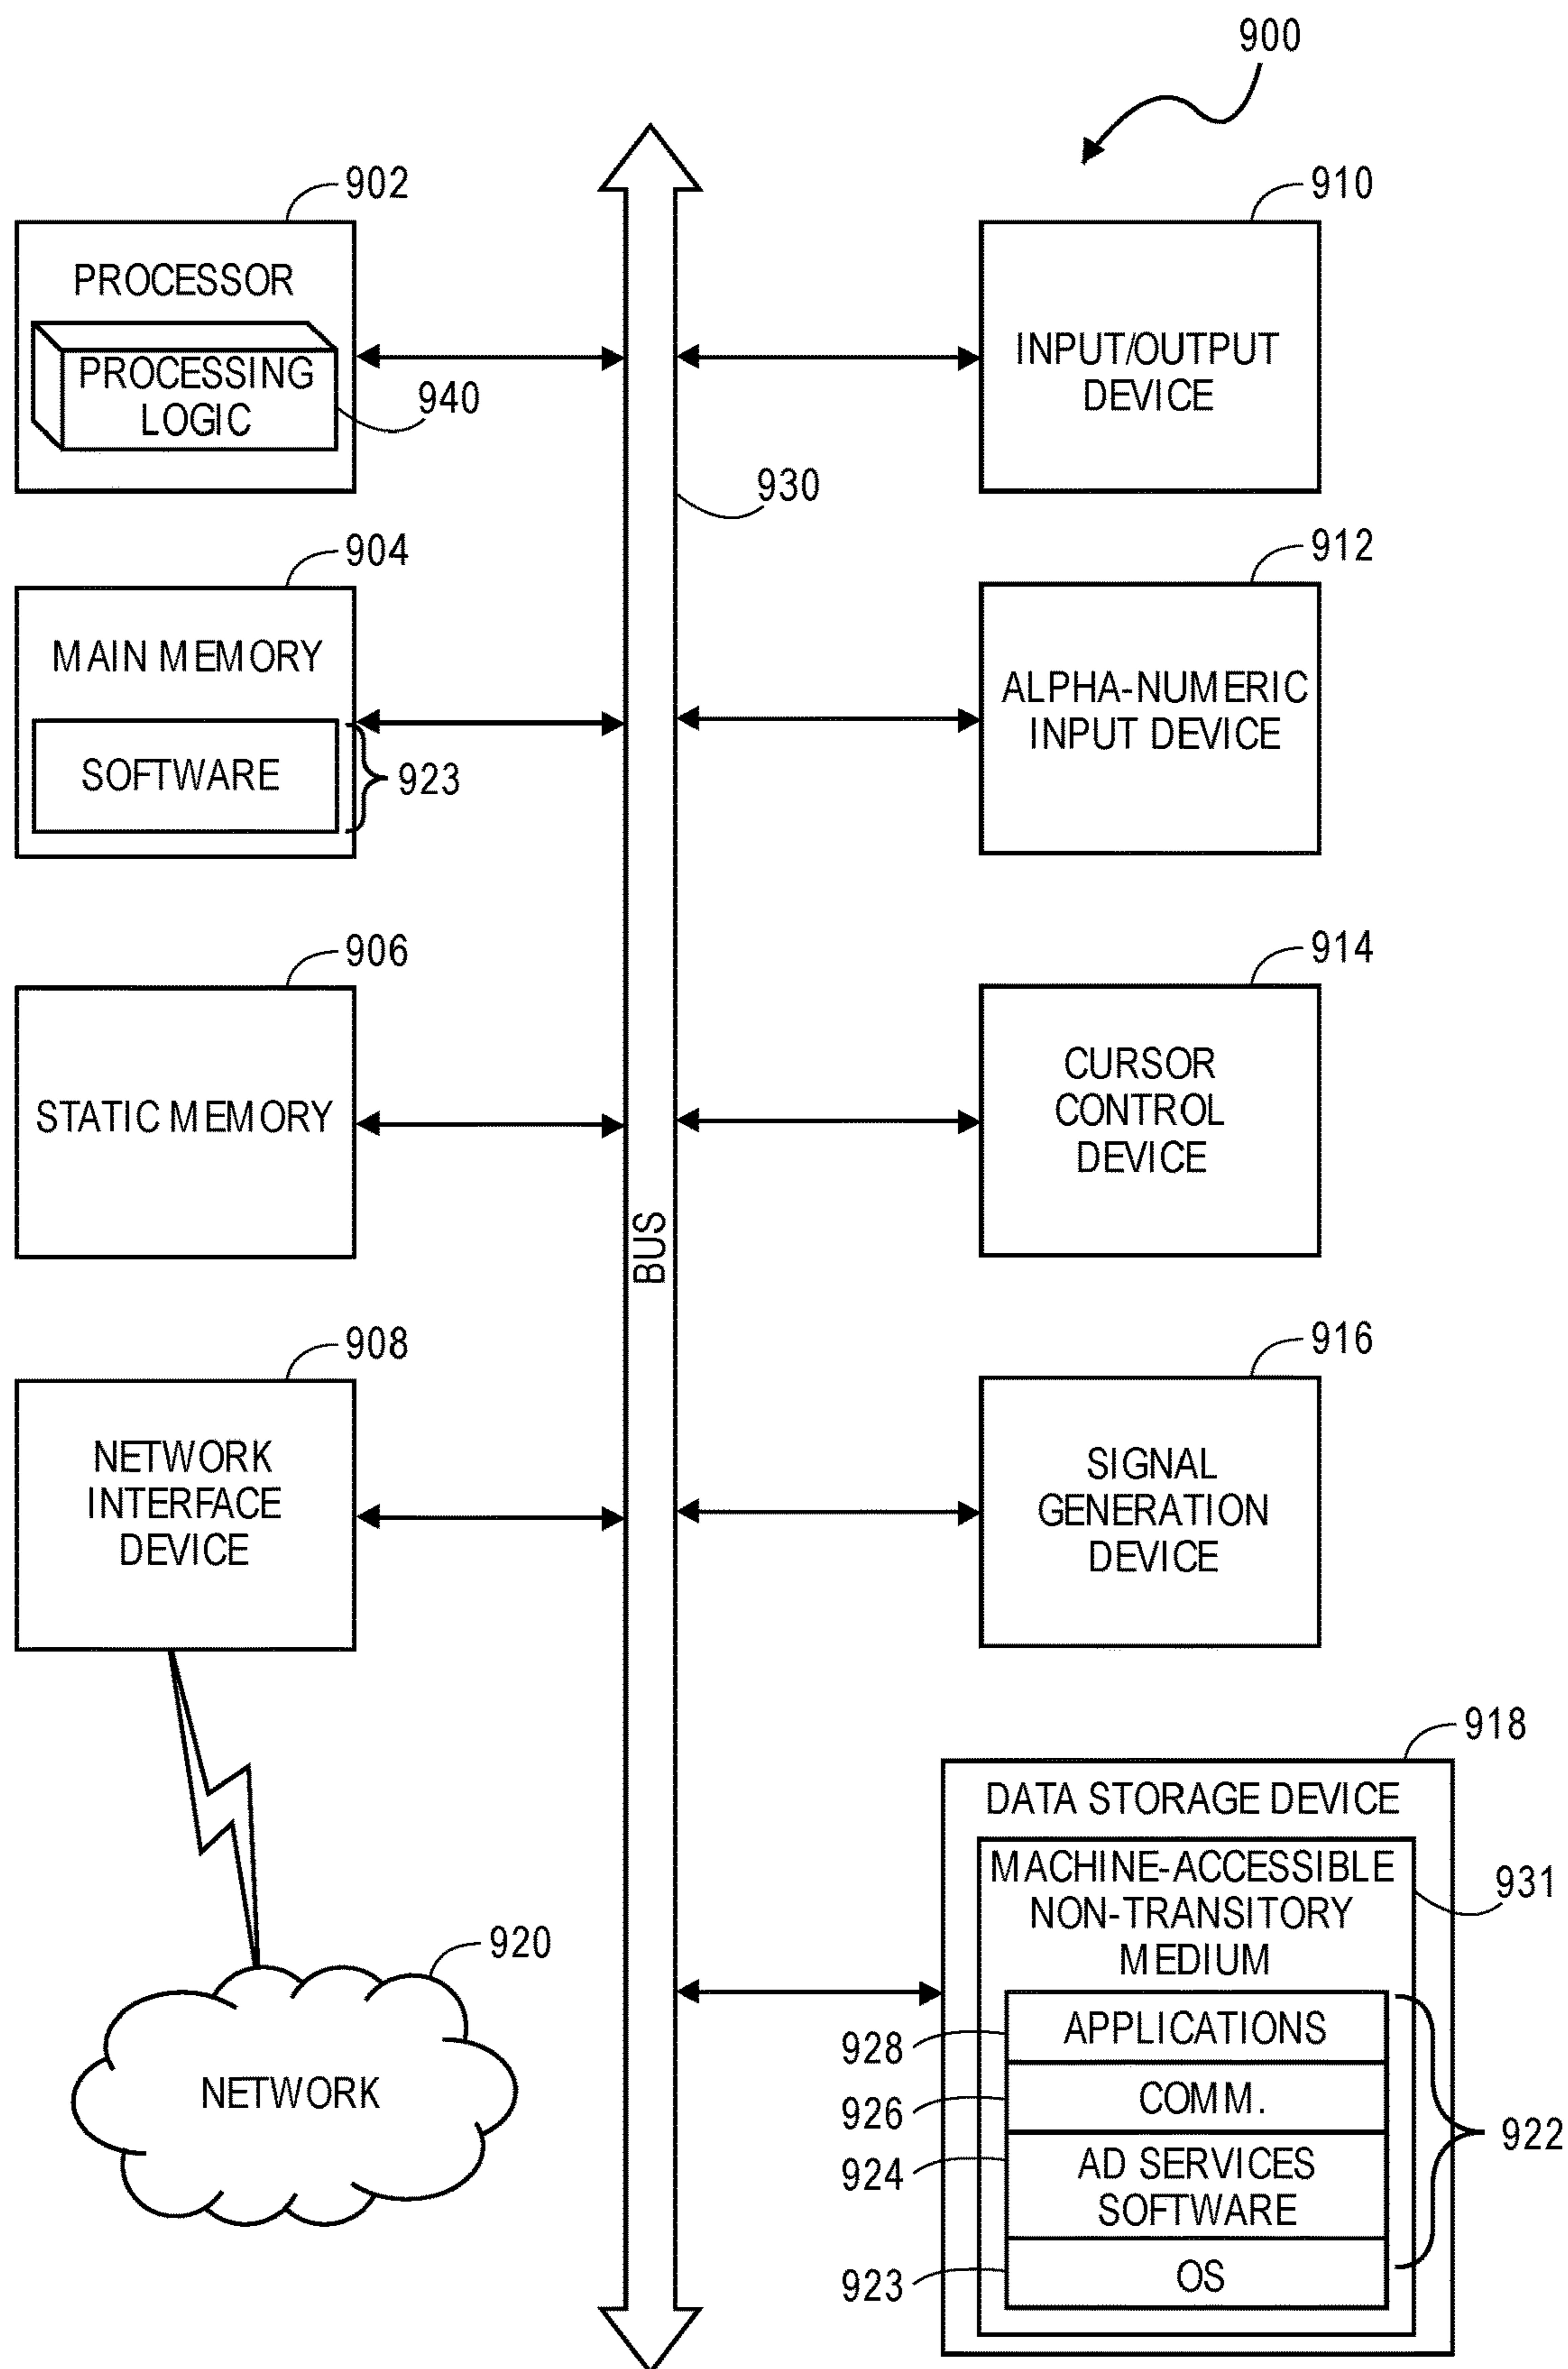 900
902
PROCESSOR
PROCESSING
LOGIC
940
910
INPUT/OUTPUT
DEVICE
930
904
MAIN MEMORY
SOFTWARE
923
912
ALPHA-NUMERIC
INPUT DEVICE
906
STATIC MEMORY
914
CURSOR
CONTROL
DEVICE
BUS
908
NETWORK
INTERFACE
DEVICE
916
SIGNAL
GENERATION
DEVICE
920
NETWORK
918
DATA STORAGE DEVICE
MACHINE-ACCESSIBLE
NON-TRANSITORY
MEDIUM
931
928
APPLICATIONS
926
COMM.
922
924
AD SERVICES
SOFTWARE
923
OS